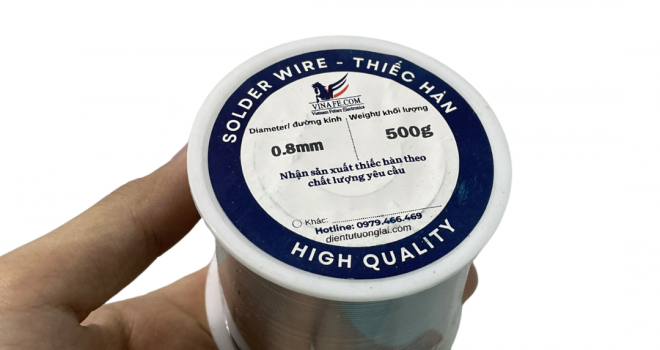 SOLDER WIRE - THIẾC HÀN
VINAFE.COM
Vietnam Future Electronics
Diameter/ đường kính
Weight/ khối lượng
0.8mm
500g
Nhận sản xuất thiếc hàn theo
chất lượng yêu cầu
Khác:
Hotline: 0979.466.469
dientutuonglai.com
HIGH QUALITY